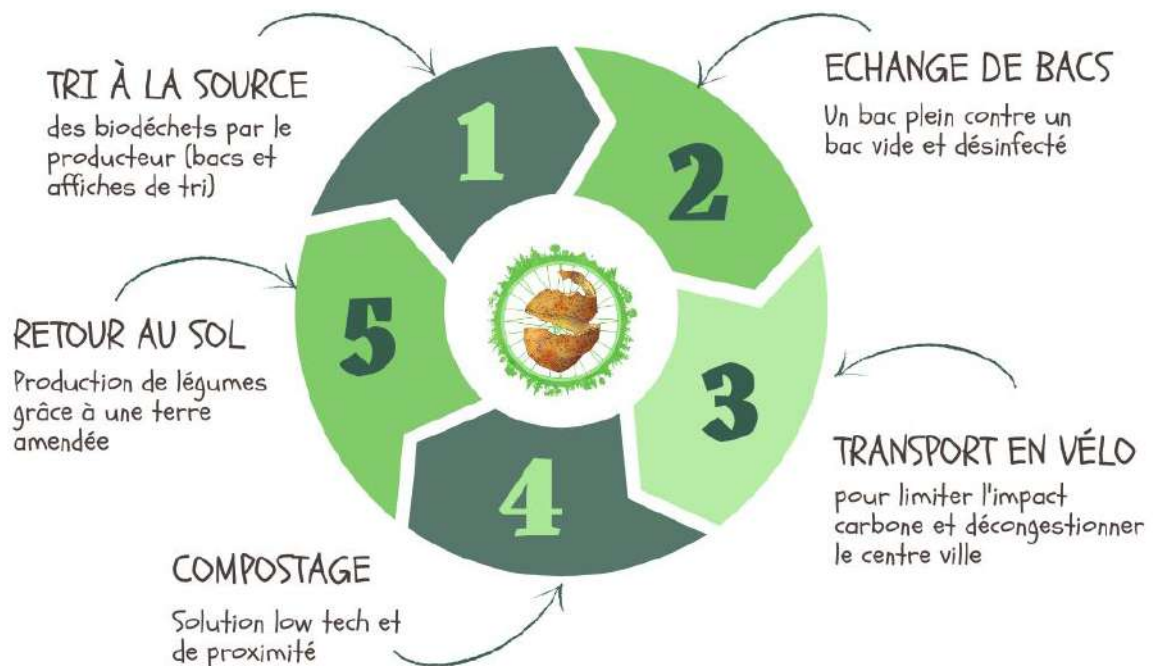 TRI À LA SOURCE
des biodéchets par le
producteur (bacs et
affiches de tri)
1
ECHANGE DE BACS
Un bac plein contre un
bac vide et désinfecté
2
TRANSPORT EN VÉLO
pour limiter l'impact
carbone et décongestionner
le centre ville
3
COMPOSTAGE
Solution low tech et
de proximité
4
RETOUR AU SOL
Production de légumes
grâce à une terre
amendée
5